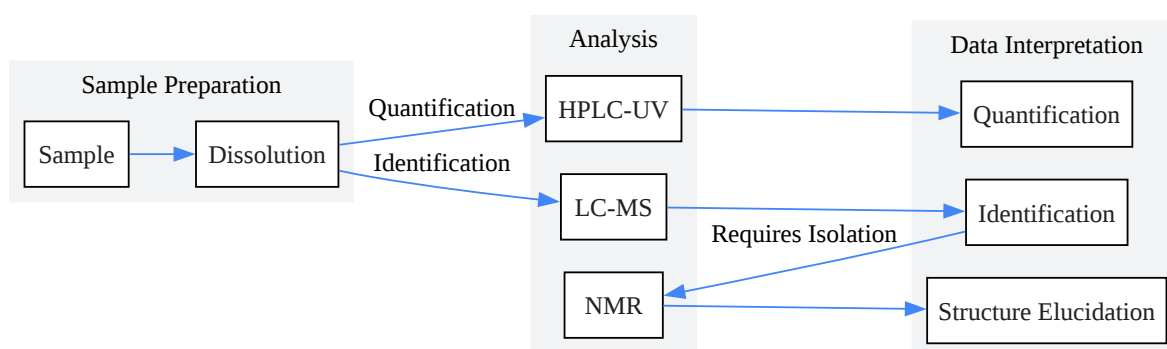 Sample Preparation
Sample
Dissolution
Quantification
Identification
Analysis
HPLC-UV
LC-MS
NMR
Requires Isolation
Data Interpretation
Quantification
Identification
Structure Elucidation